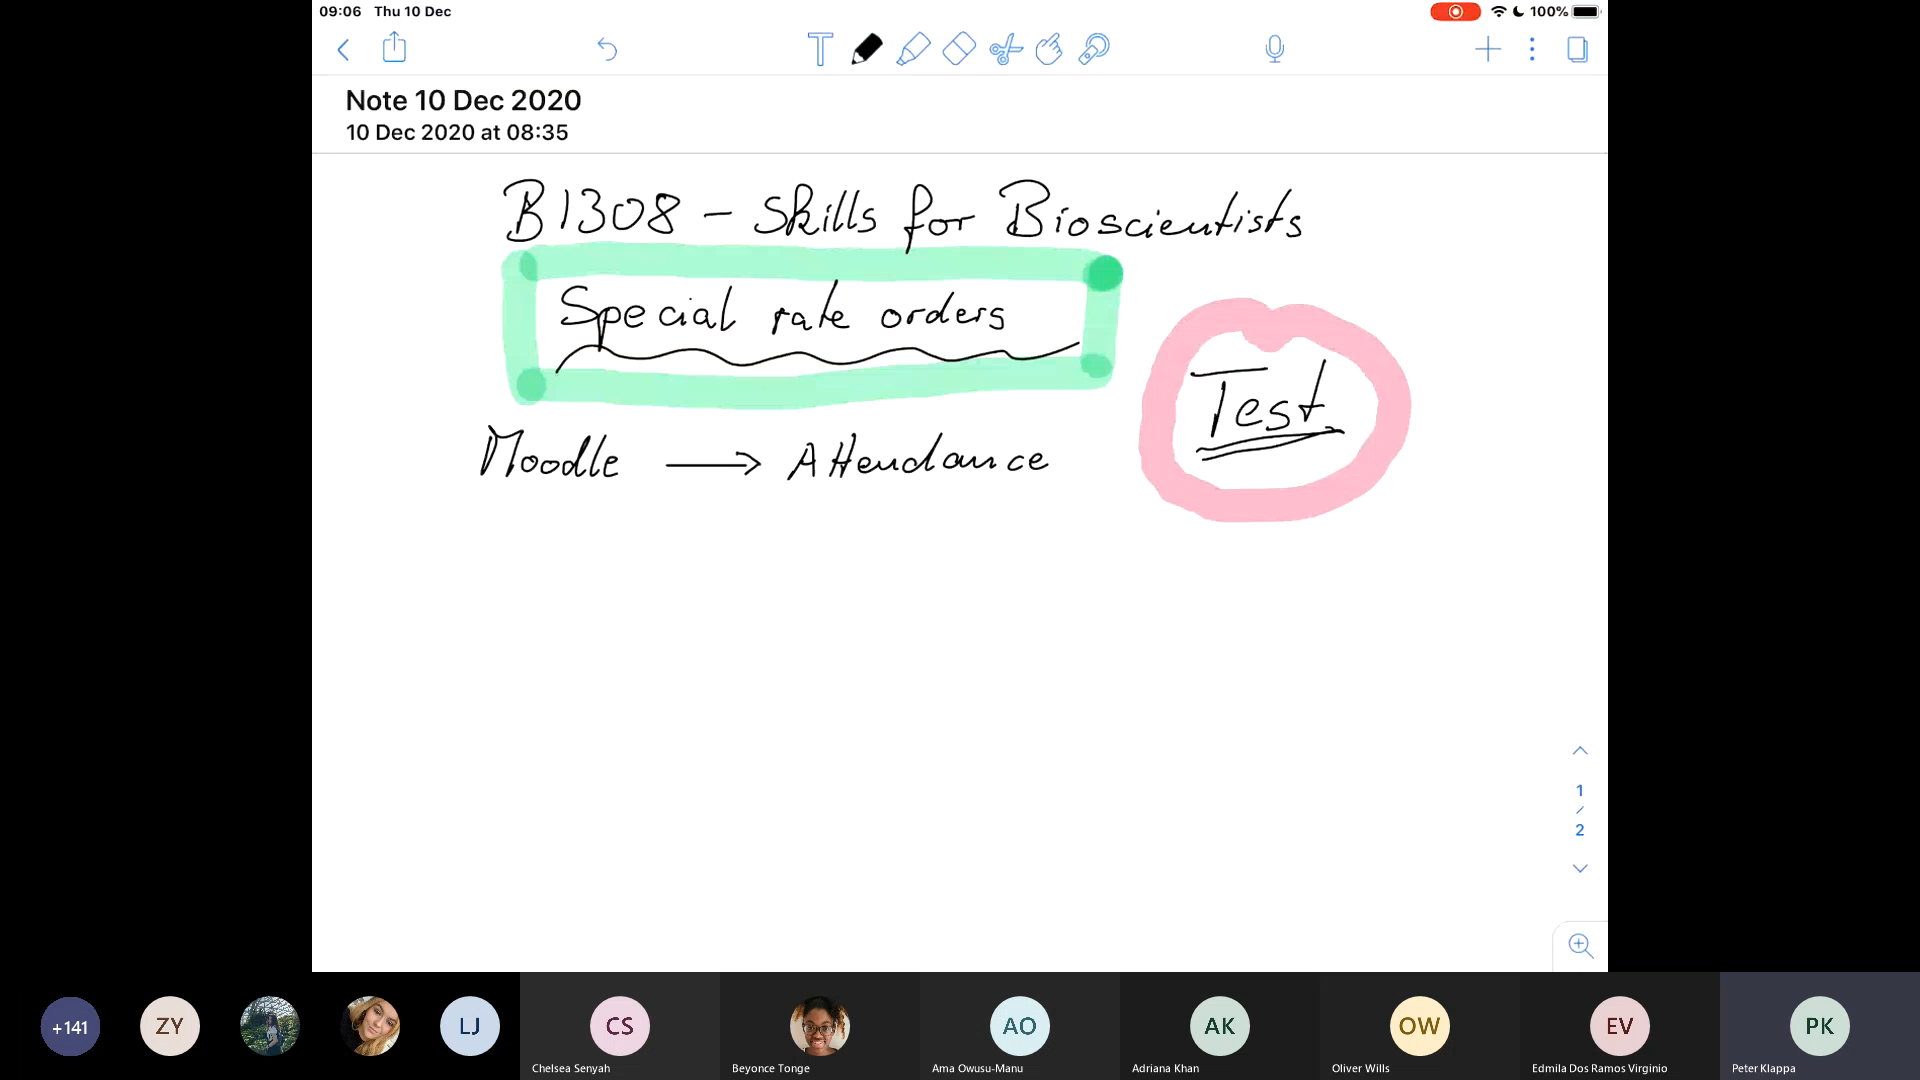 09:06 Thu 10 Dec
100%
Note 10 Dec 2020
10 Dec 2020 at 08:35
BI308 - Skills for Bioscientists
Special rate orders
Test
Moodle → Attendance
1
/
2
+141
ZY
LJ
CS
AO
AK
OW
EV
PK
Chelsea Senyah
Beyonce Tonge
Ama Owusu-Manu
Adriana Khan
Oliver Wills
Edmila Dos Ramos Virginio
Peter Klappa